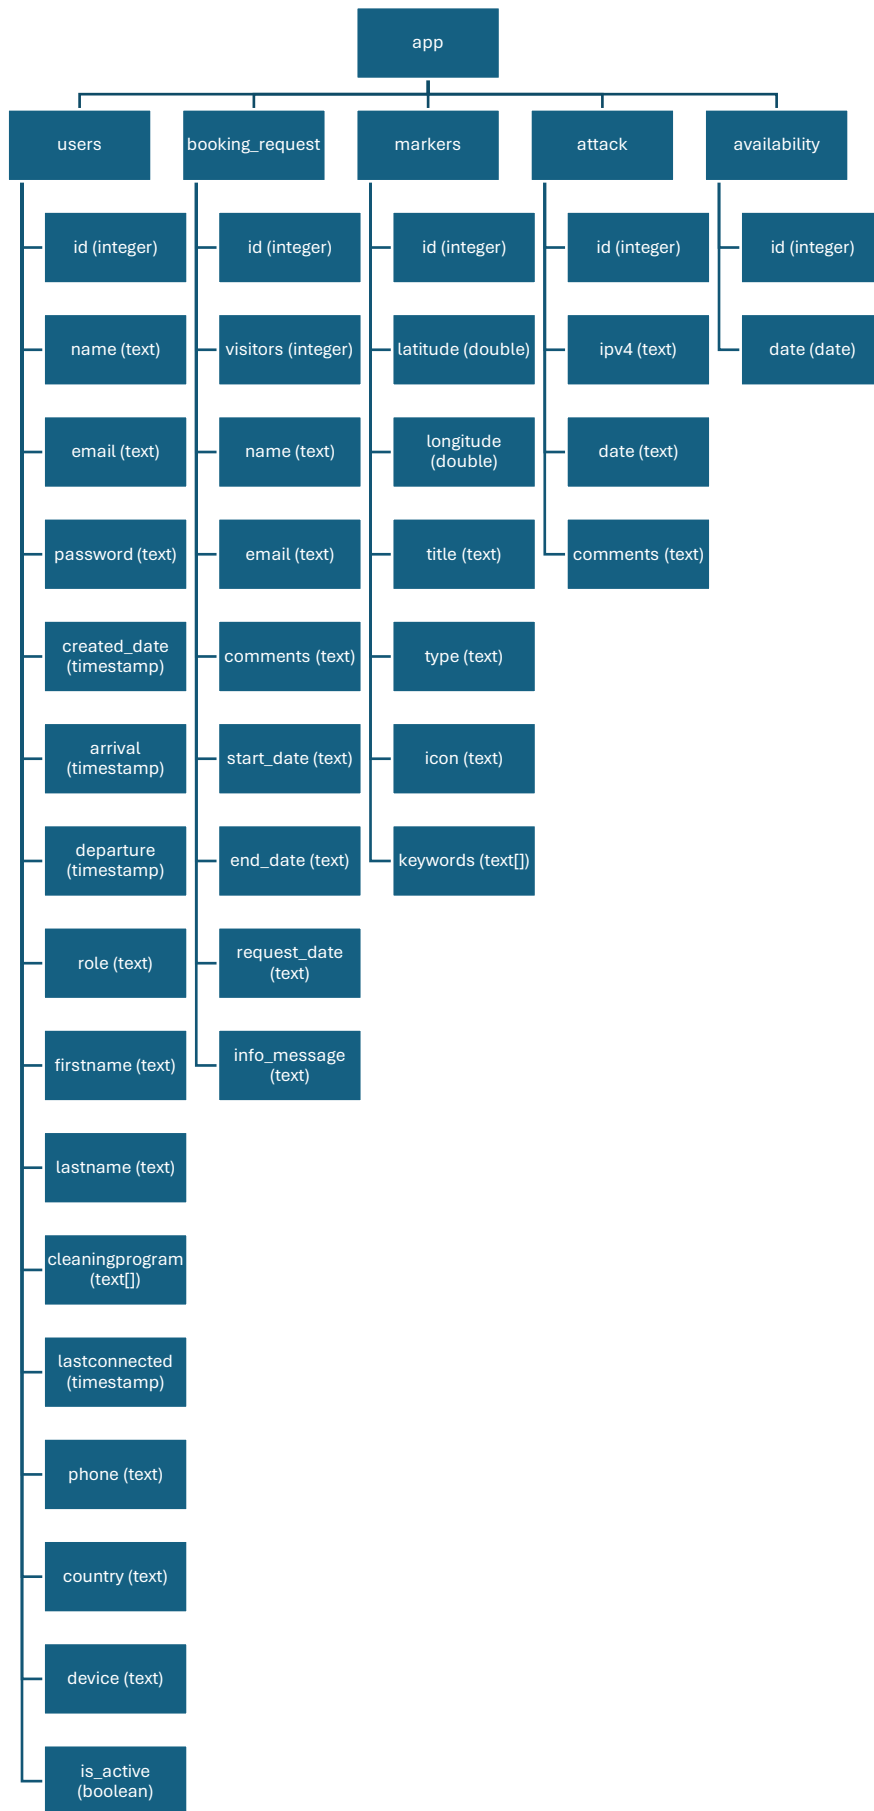 app
users
booking_request
markers
attack
availability
id (integer)
name (text)
email (text)
password (text)
created_date
(timestamp)
arrival
(timestamp)
departure
(timestamp)
role (text)
firstname (text)
lastname (text)
cleaningprogram
(text[])
lastconnected
(timestamp)
phone (text)
country (text)
device (text)
is_active
(boolean)
id (integer)
visitors (integer)
name (text)
email (text)
comments (text)
start_date (text)
end_date (text)
request_date
(text)
info_message
(text)
id (integer)
latitude (double)
longitude
(double)
title (text)
type (text)
icon (text)
keywords (text[])
id (integer)
ipv4 (text)
date (text)
comments (text)
id (integer)
date (date)